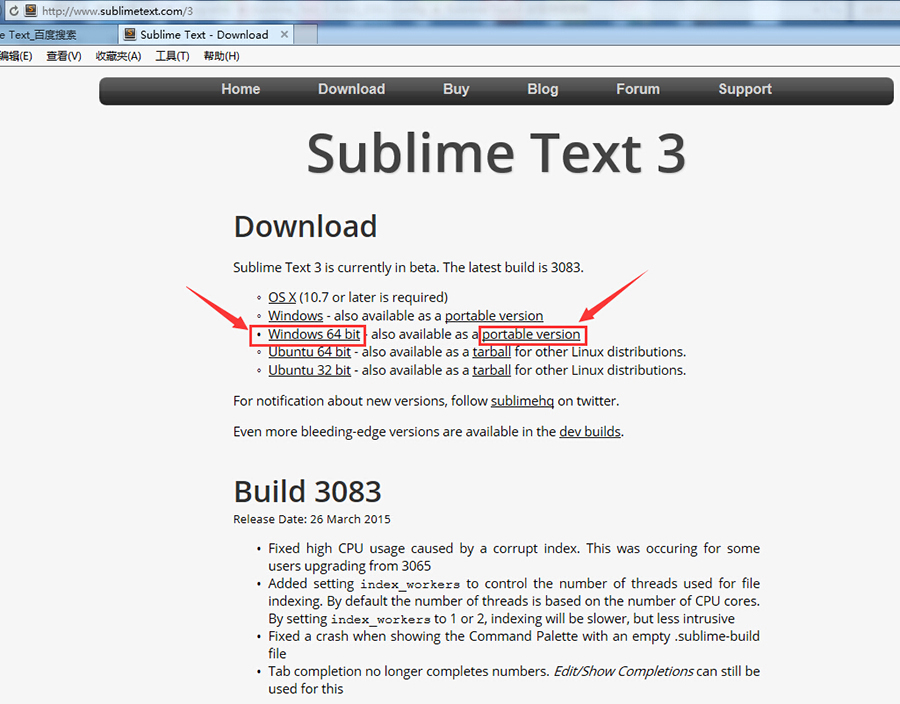 http://www.sublimetext.com/3
e Text_百度搜索
Sublime Text - Download
编辑(E) 查看(V) 收藏夹(A) 工具(T) 帮助(H)
Home Download Buy Blog Forum Support
Sublime Text 3
Download
Sublime Text 3 is currently in beta. The latest build is 3083.
OS X (10.7 or later is required)
Windows - also available as a portable version
Windows 64 bit - also available as a portable version
Ubuntu 64 bit - also available as a tarball for other Linux distributions.
Ubuntu 32 bit - also available as a tarball for other Linux distributions.
For notification about new versions, follow sublimehq on twitter.
Even more bleeding-edge versions are available in the dev builds.
Build 3083
Release Date: 26 March 2015
• Fixed high CPU usage caused by a corrupt index. This was occuring for some
users upgrading from 3065
• Added setting index_workers to control the number of threads used for file
indexing. By default the number of threads is based on the number of CPU cores.
By setting index_workers to 1 or 2, indexing will be slower, but less intrusive
• Fixed a crash when showing the Command Palette with an empty .sublime-build
file
• Tab completion no longer completes numbers. Edit/Show Completions can still be
used for this